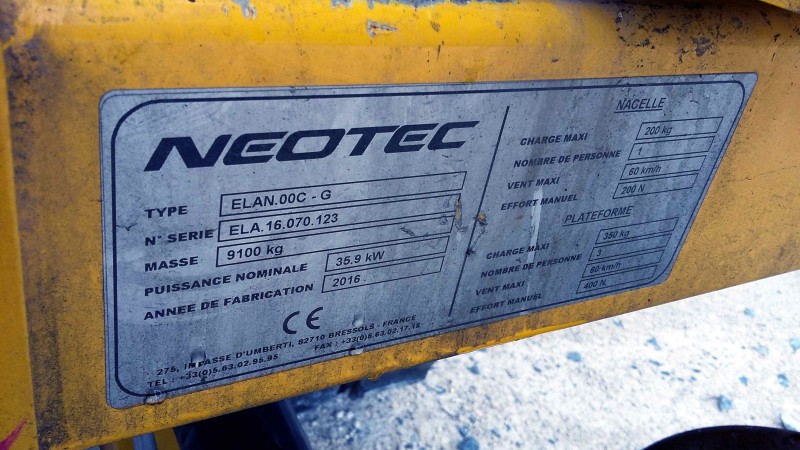 NEOTEC
TYPE ELAN.00C - G
N° SERIE ELA.16.070.123
MASSE 9100 kg
PUISSANCE NOMINALE 35.9 kW
ANNEE DE FABRICATION 2016
CE
275, IMPASSE D'UMBERTI, 82710 BRESSOLS - FRANCE
TEL : +33(0)5.63.02.95.95 FAX : +33(0)5.63.02.17.15
NACELLE
CHARGE MAXI 200 kg
NOMBRE DE PERSONNE 1
VENT MAXI 60 km/h
EFFORT MANUEL 200 N
PLATEFORME
CHARGE MAXI 350 kg
NOMBRE DE PERSONNE 3
VENT MAXI 60 km/h
EFFORT MANUEL 400 N